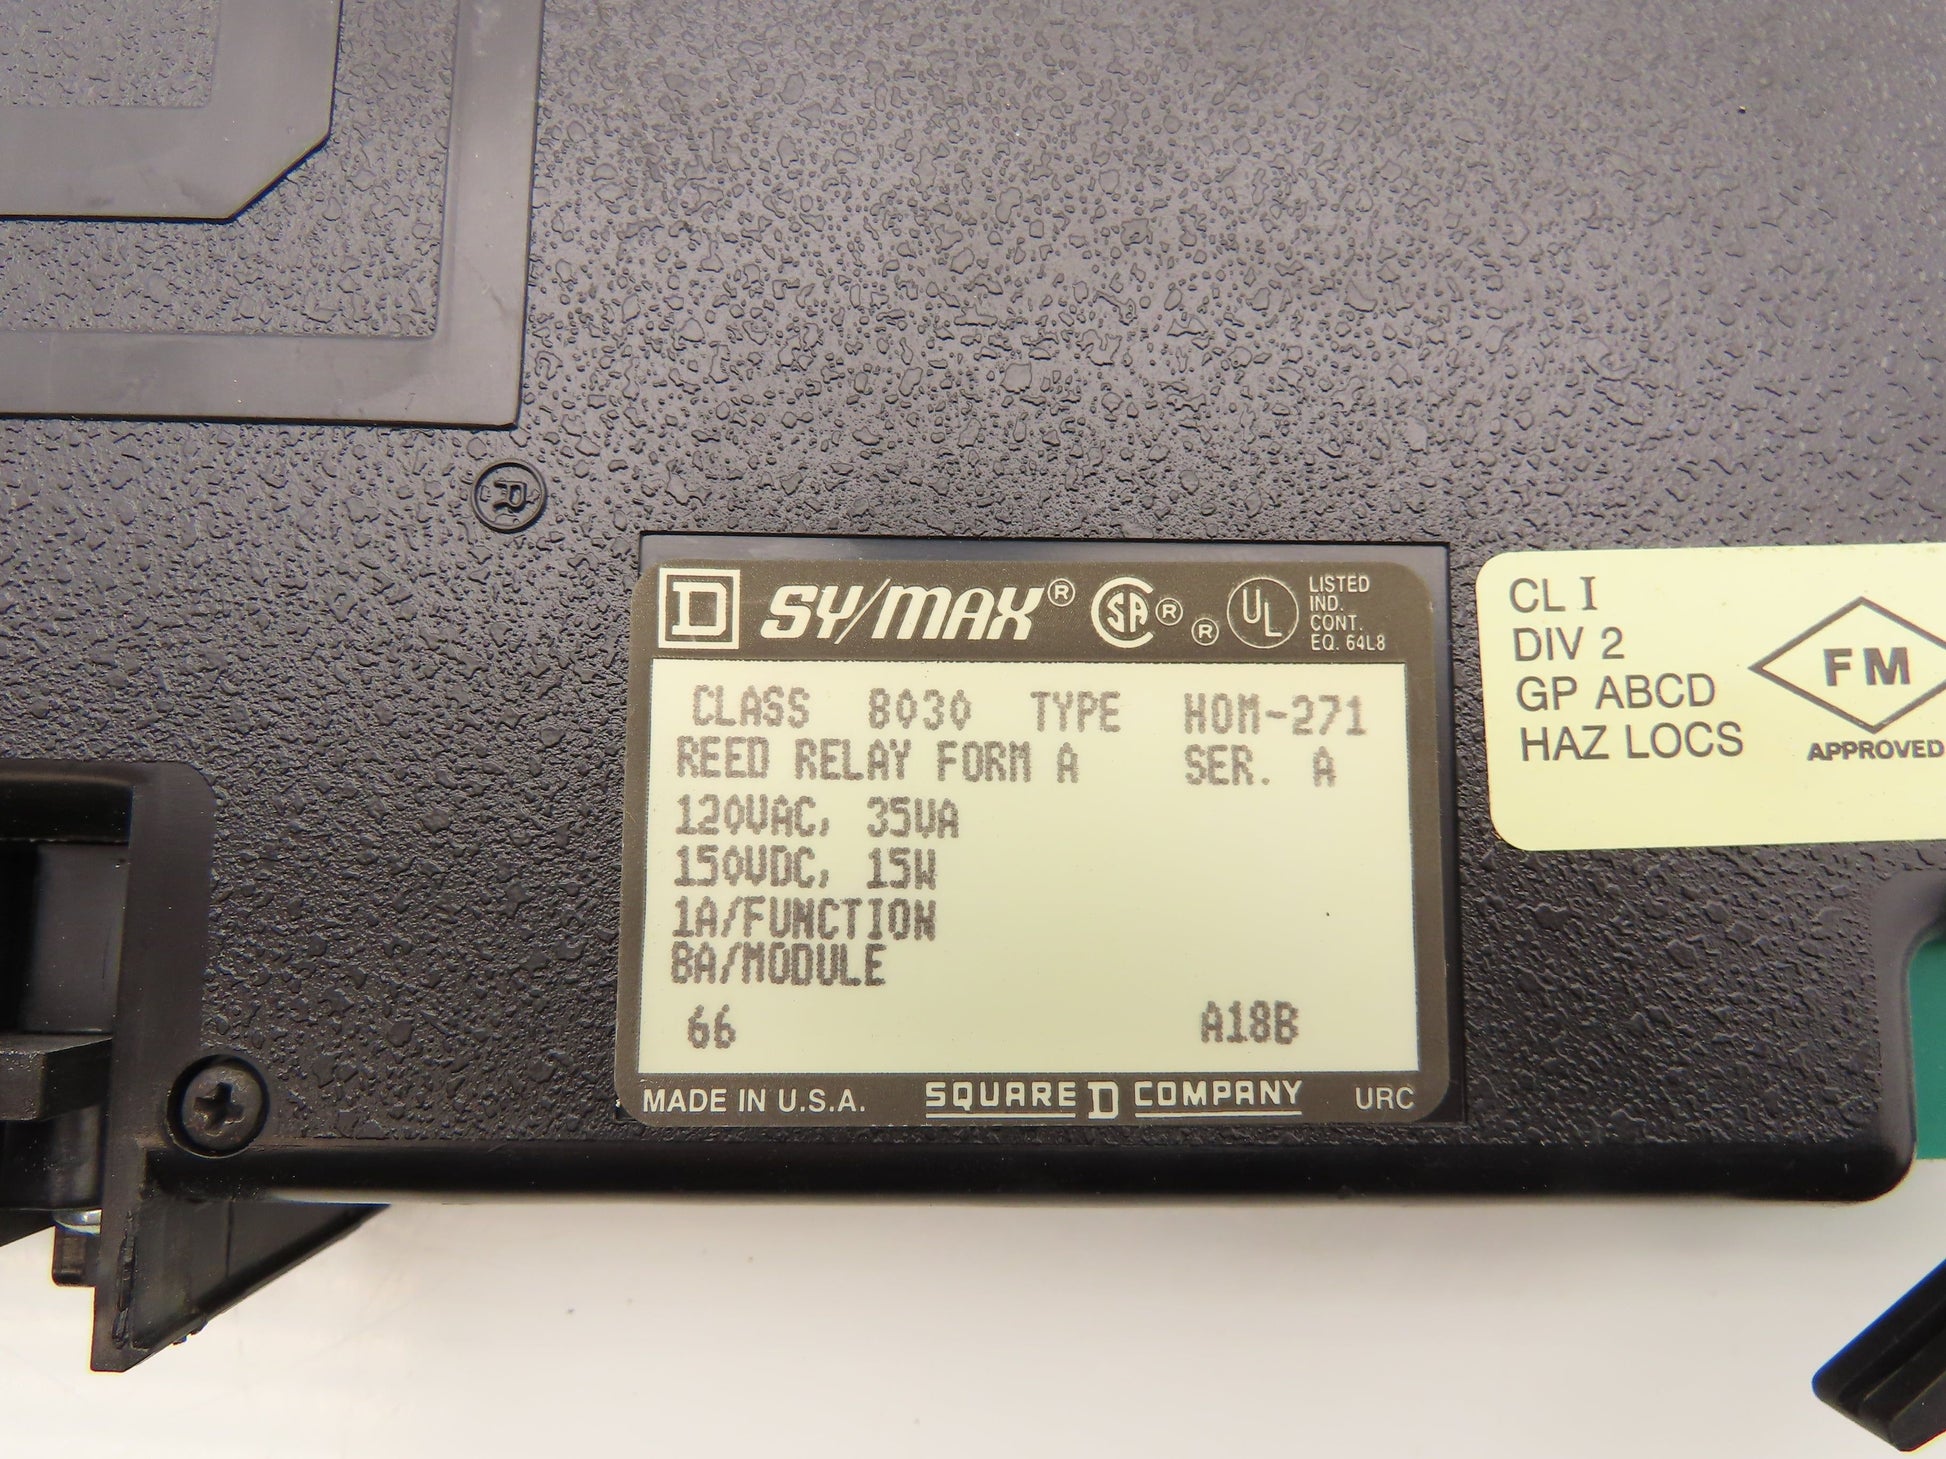 R
D SY/MAX® SA® ® UL LISTED
IND.
CONT.
EQ. 64L8
CLASS 8030 TYPE HOM-271
REED RELAY FORM A SER. A
120VAC, 35VA
150VDC, 15W
1A/FUNCTION
8A/MODULE
66 A18B
MADE IN U.S.A. SQUARE D COMPANY URC
CL I
DIV 2
GP ABCD
HAZ LOCS
FM
APPROVED